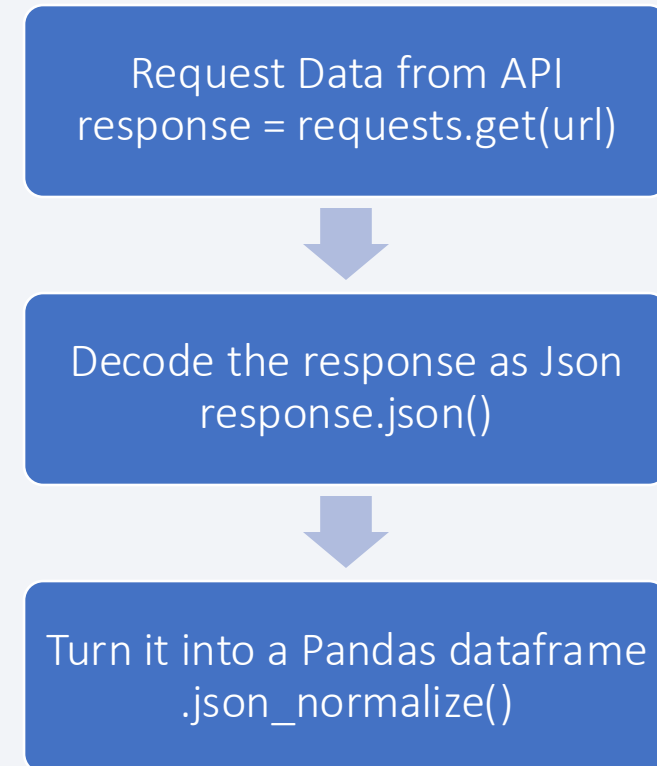 Request Data from API
response = requests.get(url)
Decode the response as Json
response.json()
Turn it into a Pandas dataframe
.json_normalize()